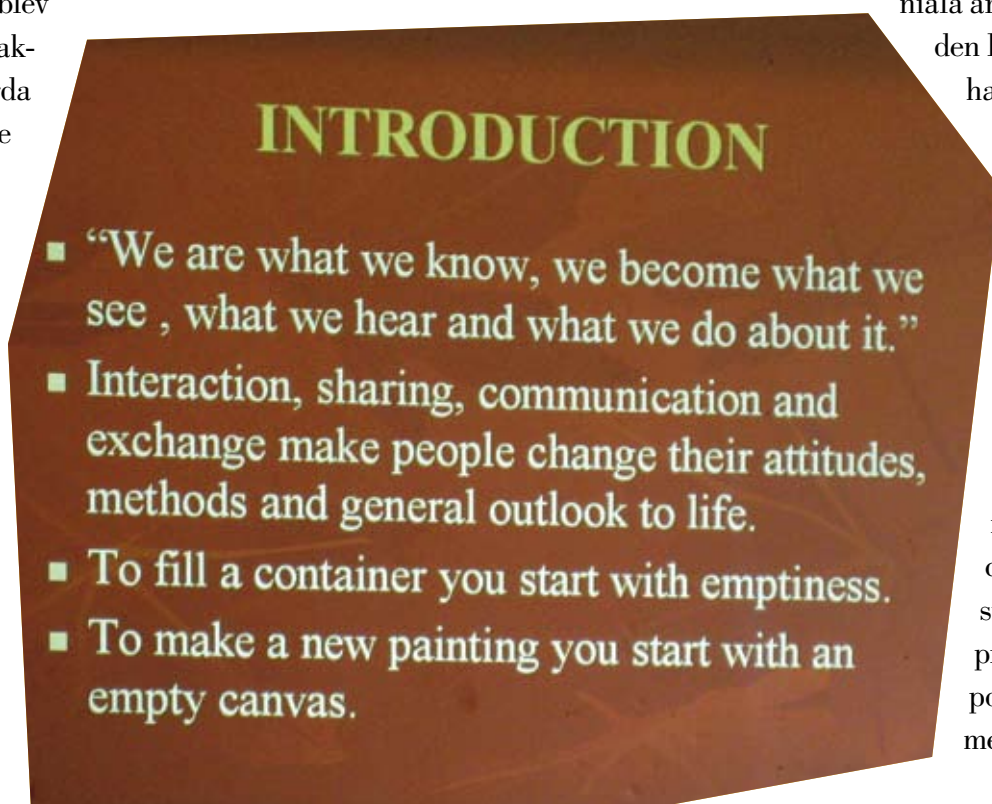 INTRODUCTION
“We are what we know, we become what we
see , what we hear and what we do about it.”
Interaction, sharing, communication and
exchange make people change their attitudes,
methods and general outlook to life.
To fill a container you start with emptiness.
To make a new painting you start with an
empty canvas.